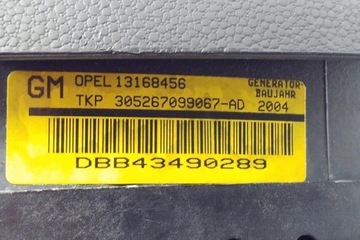 GM OPEL 13168456 GENERATOR-
BAUJAHR
TKP 305267099067-AD 2004
DBB43490289